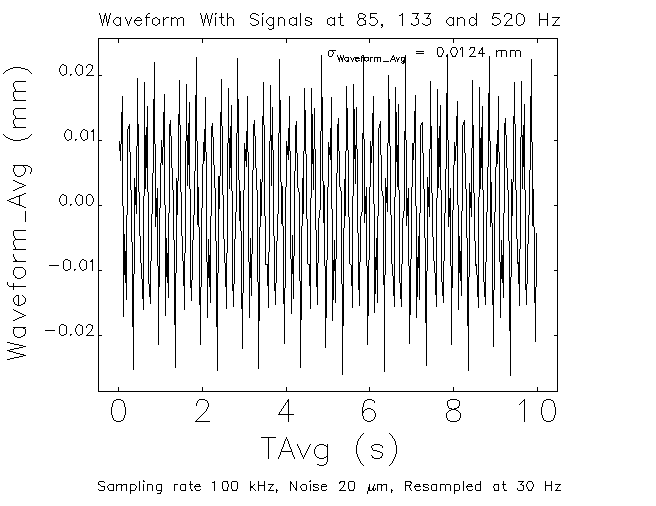 Waveform With Signals at 85, 133 and 520 Hz
σWaveform_Avg = 0.0124 mm
0.02
0.01
0.00
−0.01
−0.02
Waveform_Avg (mm)
0 2 4 6 8 10
TAvg (s)
Sampling rate 100 kHz, Noise 20 μm, Resampled at 30 Hz